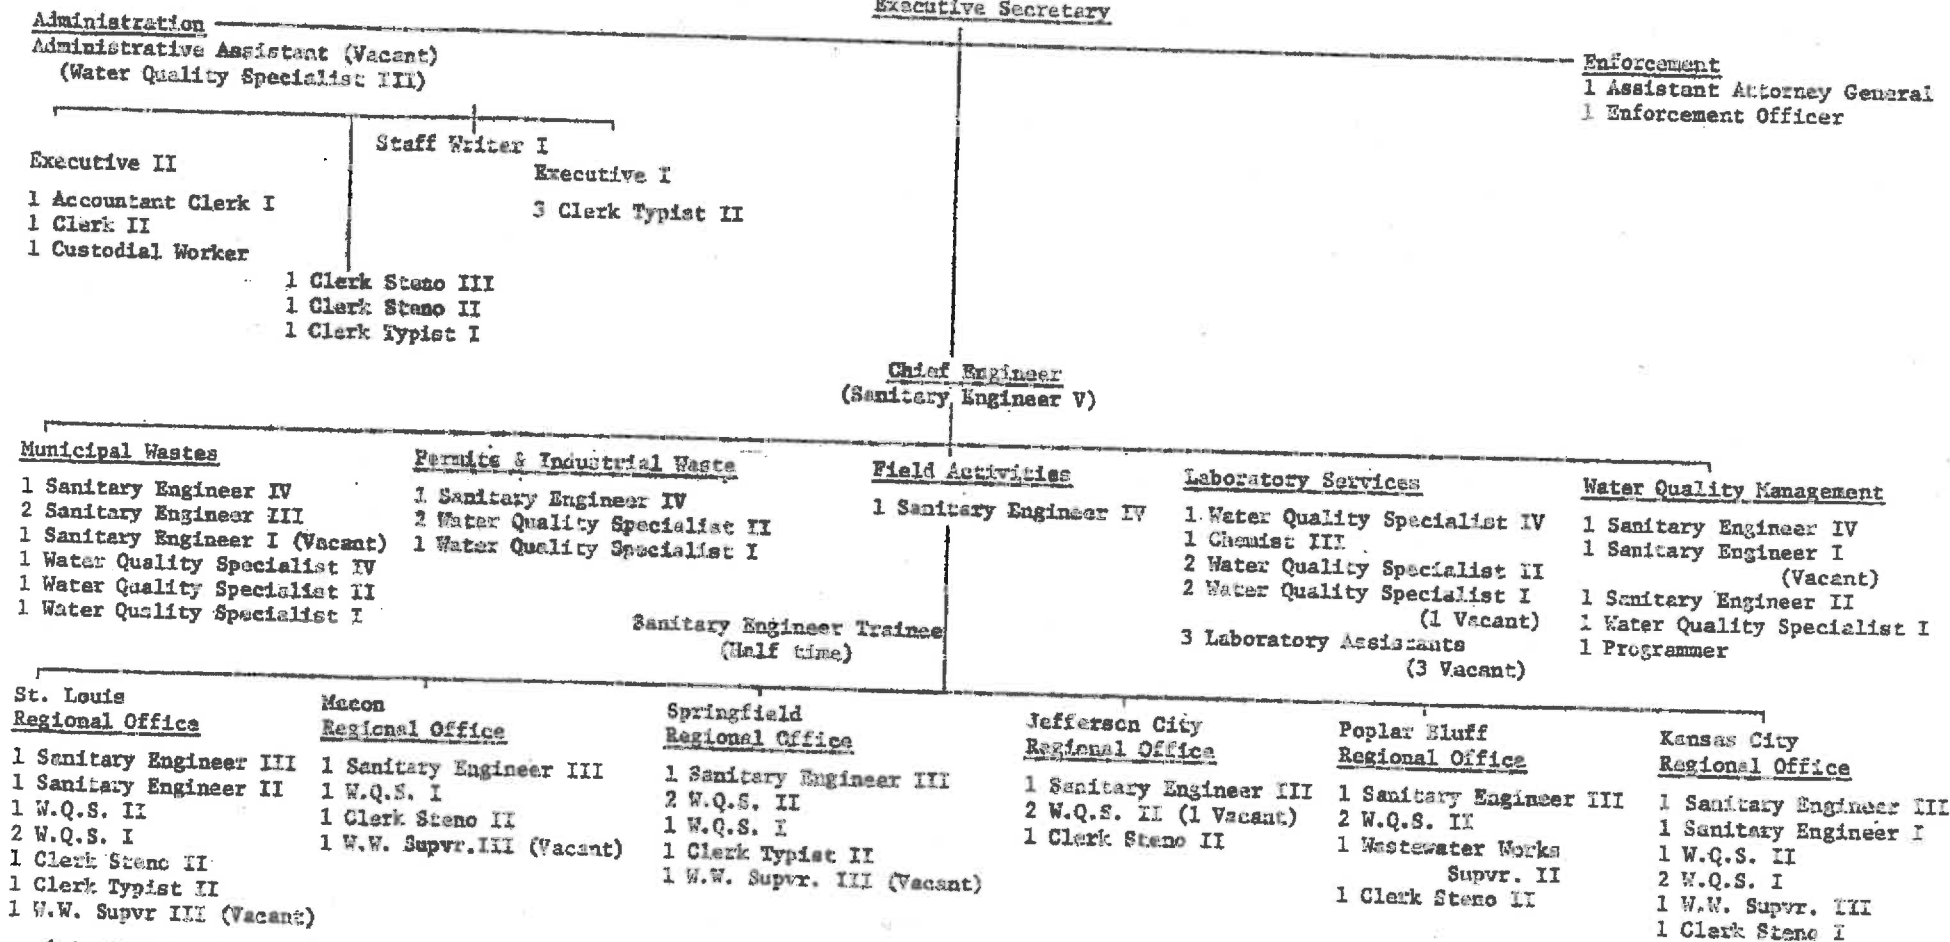 Executive Secretary
Administration
Administrative Assistant (Vacant)
(Water Quality Specialist III)
Enforcement
1 Assistant Attorney General
1 Enforcement Officer
Staff Writer I
Executive II
1 Accountant Clerk I
1 Clerk II
1 Custodial Worker
Executive I
3 Clerk Typist II
1 Clerk Steno III
1 Clerk Steno II
1 Clerk Typist I
Chief Engineer
(Sanitary Engineer V)
Municipal Wastes
1 Sanitary Engineer IV
2 Sanitary Engineer III
1 Sanitary Engineer I (Vacant)
1 Water Quality Specialist IV
1 Water Quality Specialist II
1 Water Quality Specialist I
Permits & Industrial Waste
1 Sanitary Engineer IV
2 Water Quality Specialist II
1 Water Quality Specialist I
Field Activities
1 Sanitary Engineer IV
Laboratory Services
1 Water Quality Specialist IV
1 Chemist III
2 Water Quality Specialist II
2 Water Quality Specialist I
(1 Vacant)
3 Laboratory Assistants
(3 Vacant)
Water Quality Management
1 Sanitary Engineer IV
1 Sanitary Engineer I
(Vacant)
1 Sanitary Engineer II
1 Water Quality Specialist I
1 Programmer
Sanitary Engineer Trainee
(Half time)
St. Louis
Regional Office
1 Sanitary Engineer III
1 Sanitary Engineer II
1 W.Q.S. II
2 W.Q.S. I
1 Clerk Steno II
1 Clerk Typist II
1 W.W. Supvr III (Vacant)
Macon
Regional Office
1 Sanitary Engineer III
1 W.Q.S. I
1 Clerk Steno II
1 W.W. Supvr.III (Vacant)
Springfield
Regional Office
1 Sanitary Engineer III
2 W.Q.S. II
1 W.Q.S. I
1 Clerk Typist II
1 W.W. Supvr. III (Vacant)
Jefferson City
Regional Office
1 Sanitary Engineer III
2 W.Q.S. II (1 Vacant)
1 Clerk Steno II
Poplar Bluff
Regional Office
1 Sanitary Engineer III
2 W.Q.S. II
1 Wastewater Works
Supvr. II
1 Clerk Steno II
Kansas City
Regional Office
1 Sanitary Engineer III
1 Sanitary Engineer I
1 W.Q.S. II
2 W.Q.S. I
1 W.W. Supvr. III
1 Clerk Steno I